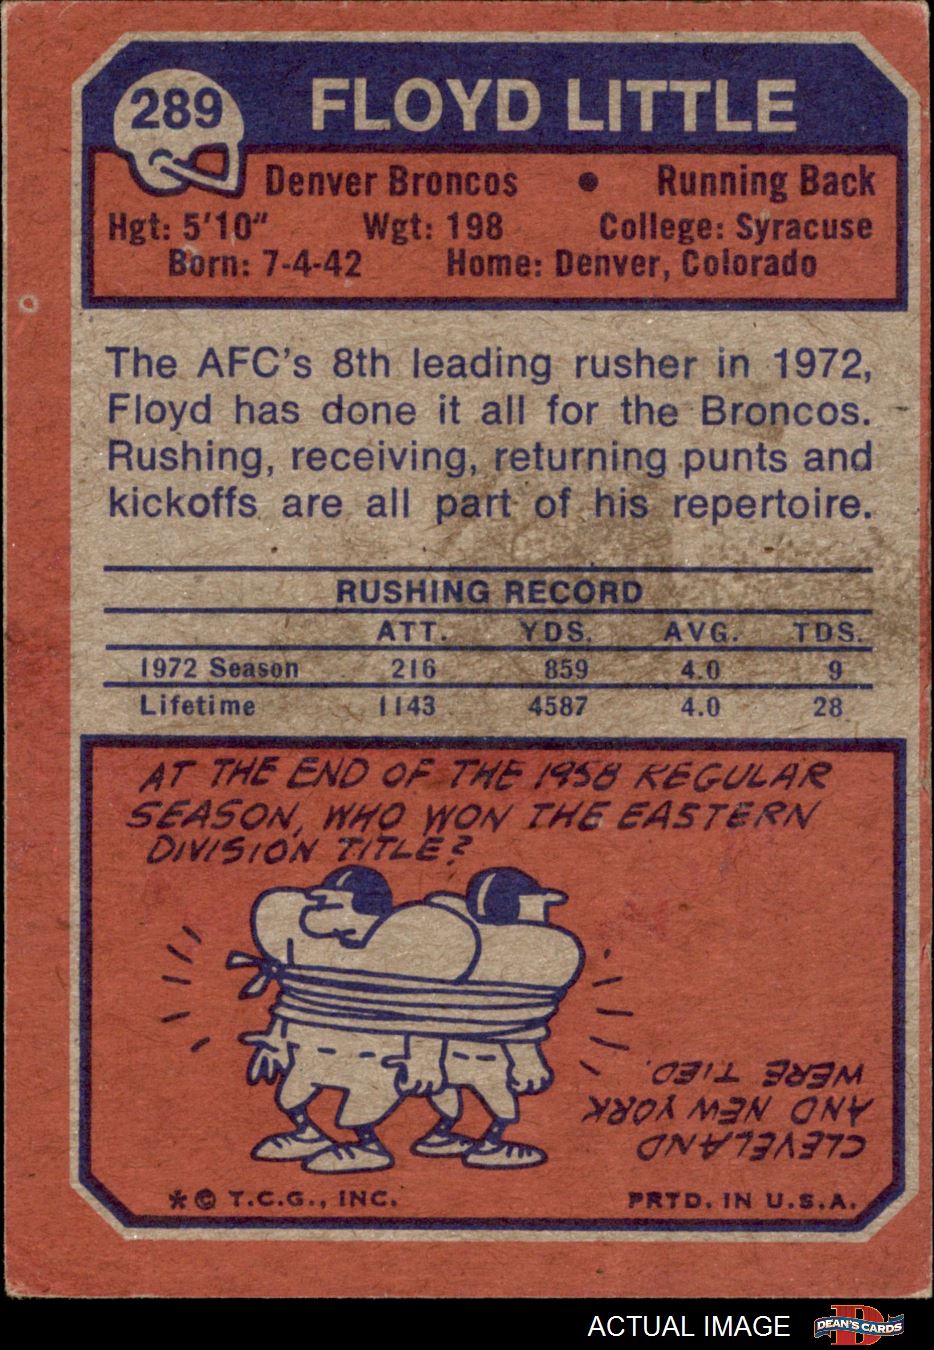 289
FLOYD LITTLE
Denver Broncos • Running Back
Hgt: 5'10" Wgt: 198 College: Syracuse
Born: 7-4-42 Home: Denver, Colorado
The AFC's 8th leading rusher in 1972,
Floyd has done it all for the Broncos.
Rushing, receiving, returning punts and
kickoffs are all part of his repertoire.
RUSHING RECORD
ATT. YDS. AVG. TDS.
1972 Season 216 859 4.0 9
Lifetime 1143 4587 4.0 28
AT THE END OF THE 1958 REGULAR
SEASON, WHO WON THE EASTERN
DIVISION TITLE?
CLEVELAND
AND NEW YORK
WERE TIED.
* © T.C.G., INC. PRTD. IN U.S.A.
ACTUAL IMAGE
DEAN'S CARDS